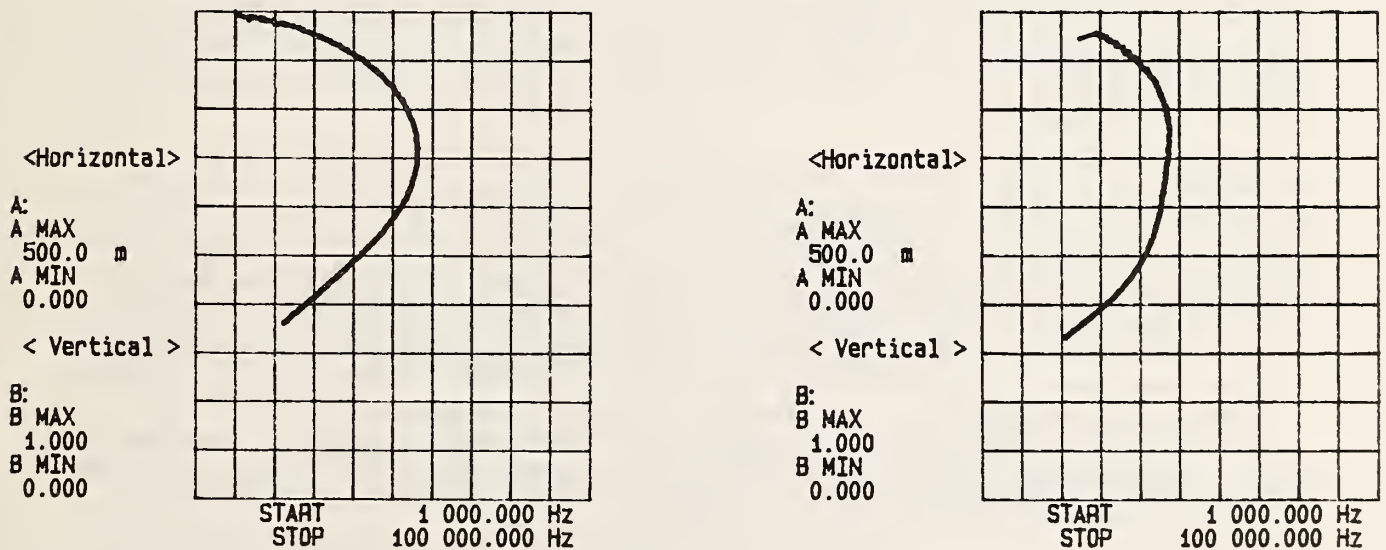 <Horizontal>
A:
A MAX
500.0 m
A MIN
0.000
< Vertical >
B:
B MAX
1.000
B MIN
0.000
START 1 000.000 Hz
STOP 100 000.000 Hz
<Horizontal>
A:
A MAX
500.0 m
A MIN
0.000
< Vertical >
B:
B MAX
1.000
B MIN
0.000
START 1 000.000 Hz
STOP 100 000.000 Hz